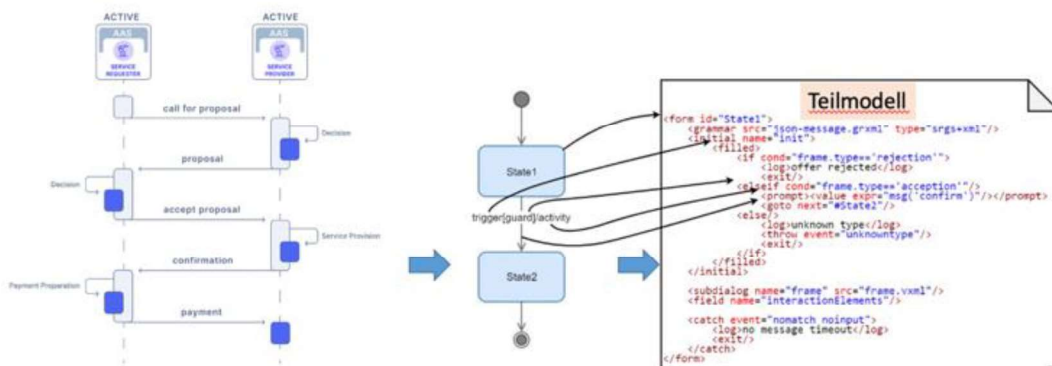 ACTIVE
AAS
SERVICE
REQUESTER
ACTIVE
AAS
SERVICE
PROVIDER
call for proposal
Decision
proposal
Decision
accept proposal
Service Provision
confirmation
Payment Preparation
payment
State1
trigger[guard]/activity
State2
Teilmodell
<form id="State1">
<grammar src="json-message.grxml" type="srgs+xml"/>
<initial name="init">
<filled>
<if cond="frame.type=='rejection'">
<log>offer rejected</log>
<exit/>
<elseif cond="frame.type=='acception'"/>
<prompt><value expr="msg('confirm')"/></prompt>
<goto next="#State2"/>
<else/>
<log>unknown type</log>
<throw event="unknowntype"/>
<exit/>
</if>
</filled>
</initial>
<subdialog name="frame" src="frame.vxml"/>
<field name="interactionElements"/>
<catch event="nomatch noinput">
<log>no message timeout</log>
<exit/>
</catch>
</form>